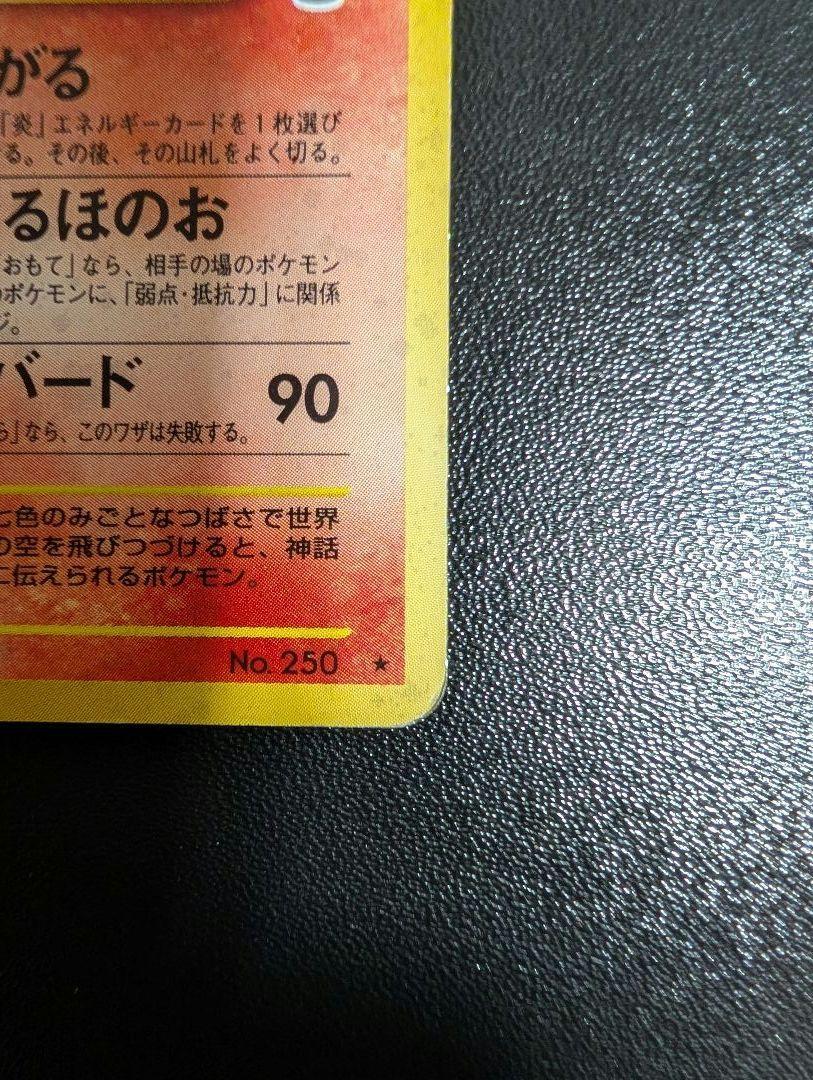 がる
「炎」エネルギーカードを1枚選び
る。その後、その山札をよく切る。
るほのお
おもて」なら、相手の場のポケモン
のポケモンに、「弱点・抵抗力」に関係
ジ。
バード
90
ら」なら、このワザは失敗する。
七色のみごとなつばさで世界
の空を飛びつづけると、神話
に伝えられるポケモン。
No. 250 ★